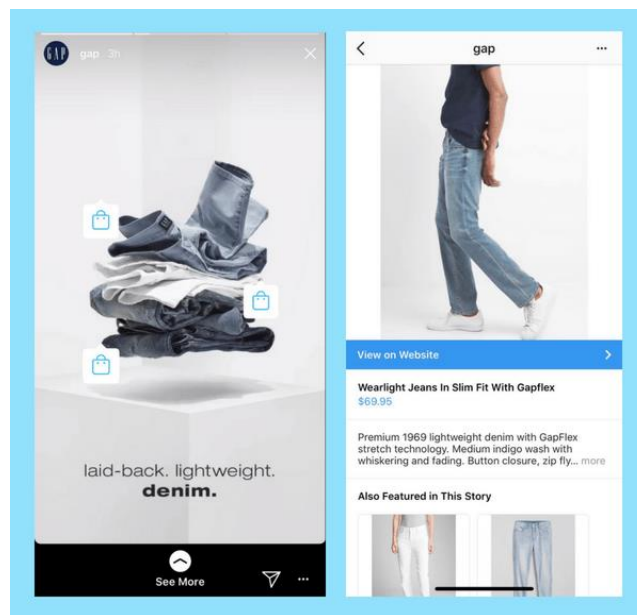 GAP
gap 3h
laid-back. lightweight.
denim.
See More
gap
View on Website
Wearlight Jeans In Slim Fit With Gapflex
$69.95
Premium 1969 lightweight denim with GapFlex
stretch technology. Medium indigo wash with
whiskering and fading. Button closure, zip fly... more
Also Featured in This Story